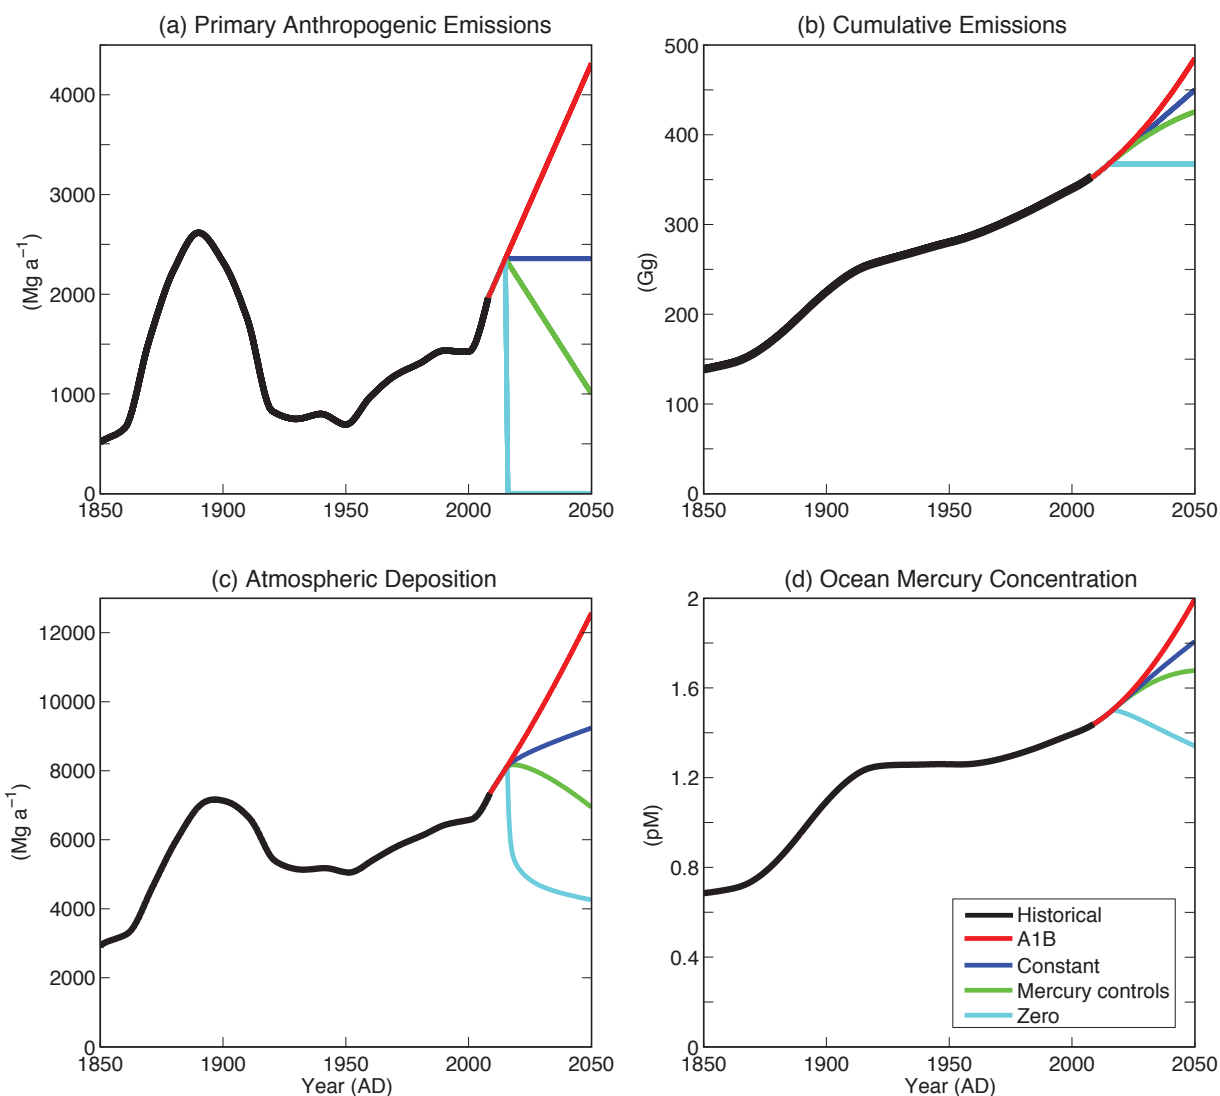 (a) Primary Anthropogenic Emissions
(Mg a⁻¹)
4000
3000
2000
1000
0
1850
1900
1950
2000
2050
(b) Cumulative Emissions
(Gg)
500
400
300
200
100
0
1850
1900
1950
2000
2050
(c) Atmospheric Deposition
(Mg a⁻¹)
12000
10000
8000
6000
4000
2000
0
1850
1900
1950
2000
2050
Year (AD)
(d) Ocean Mercury Concentration
(pM)
2
1.6
1.2
0.8
0.4
0
Historical
A1B
Constant
Mercury controls
Zero
1850
1900
1950
2000
2050
Year (AD)